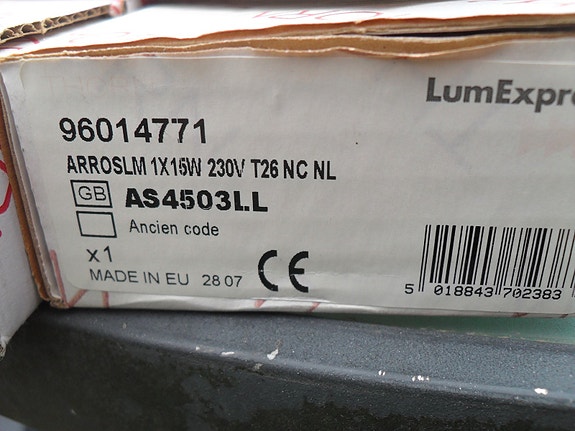 LumExpre
96014771
ARROSLM 1X15W 230V T26 NC NL
GB AS4503LL
Ancien code
x1
MADE IN EU 28 07 CE
5 018843 702383